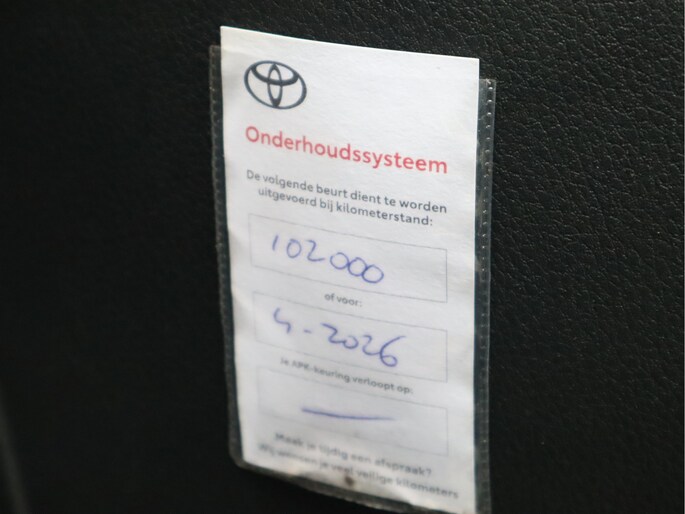 Onderhoudssysteem
De volgende beurt dient te worden
uitgevoerd bij kilometerstand:
102000
of voor:
4-2026
Je APK-keuring verloopt op:
—
Maak je tijdig een afspraak?
Wij wensen je veel veilige kilometers